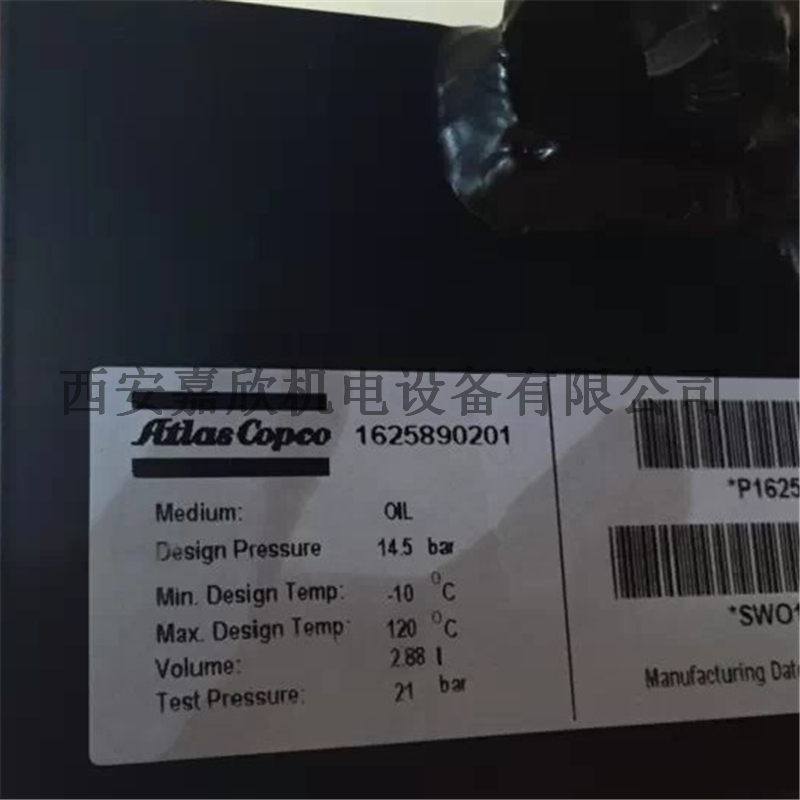 西安嘉欣机电设备有限公司
Atlas Copco 1625890201
Medium: OIL
Design Pressure 14.5 bar
Min. Design Temp: -10 °C
Max. Design Temp: 120 °C
Volume: 2.88 l
Test Pressure: 21 bar
*P1625
*SWO1
Manufacturing Date